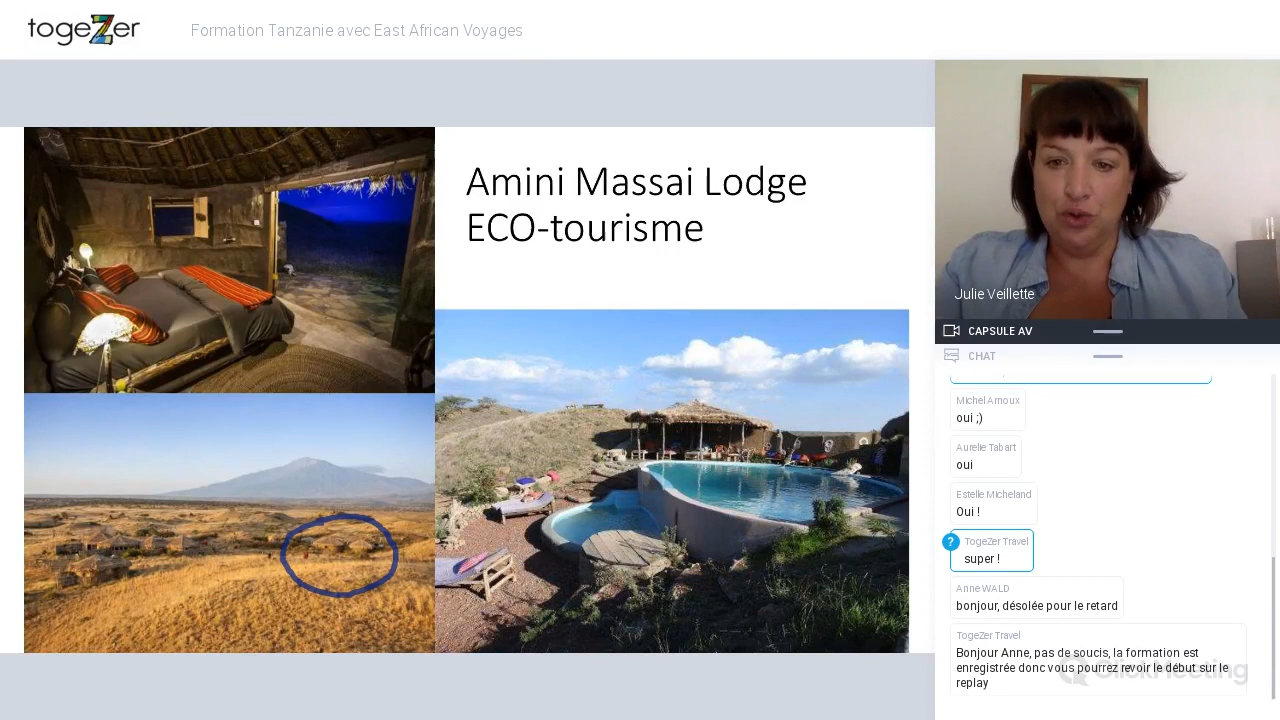 togeZer
Formation Tanzanie avec East African Voyages
Amini Massai Lodge
ECO-tourisme
Julie Veillette
CAPSULE AV
CHAT
Michel Arnoux
oui ;)
Aurelie Tabart
oui
Estelle Micheland
Oui !
?
TogeZer Travel
super !
Anne WALD
bonjour, désolée pour le retard
TogeZer Travel
Bonjour Anne, pas de soucis, la formation est
enregistrée donc vous pourrez revoir le début sur le
replay
ClickMeeting